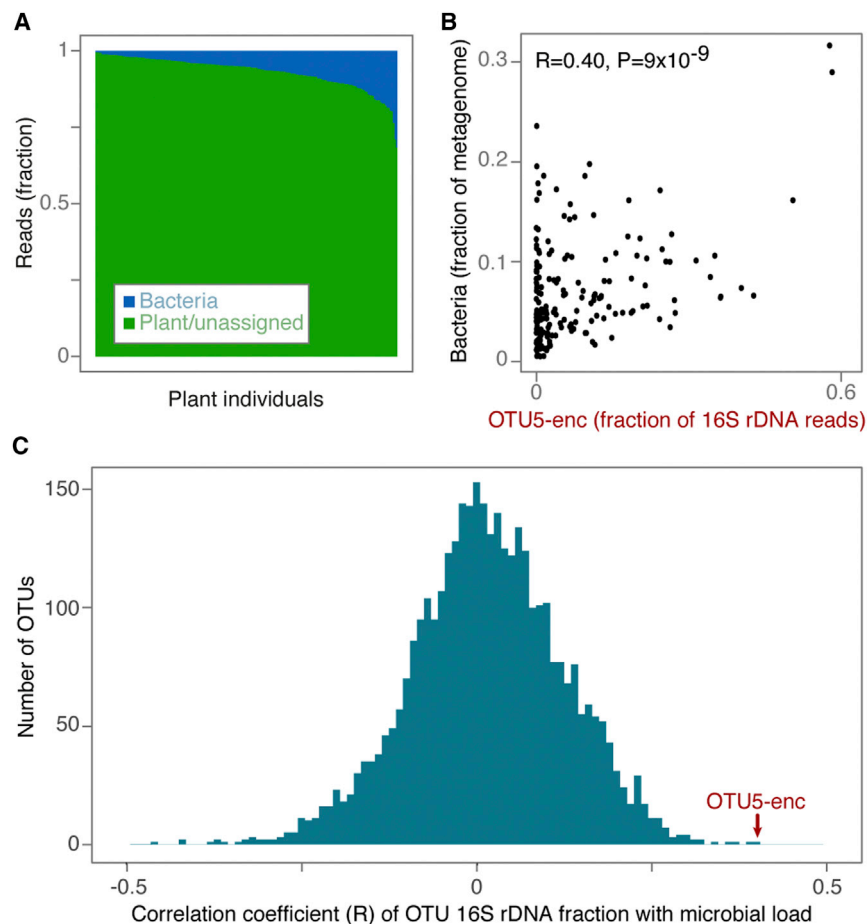 A
1
0.5
0
Reads (fraction)
Bacteria
Plant/unassigned
Plant individuals
B
R=0.40, P=9x10-9
0.3
0.2
0.1
0
Bacteria (fraction of metagenome)
0
0.6
OTU5-enc (fraction of 16S rDNA reads)
C
150
100
50
0
Number of OTUs
OTU5-enc
-0.5
0
0.5
Correlation coefficient (R) of OTU 16S rDNA fraction with microbial load